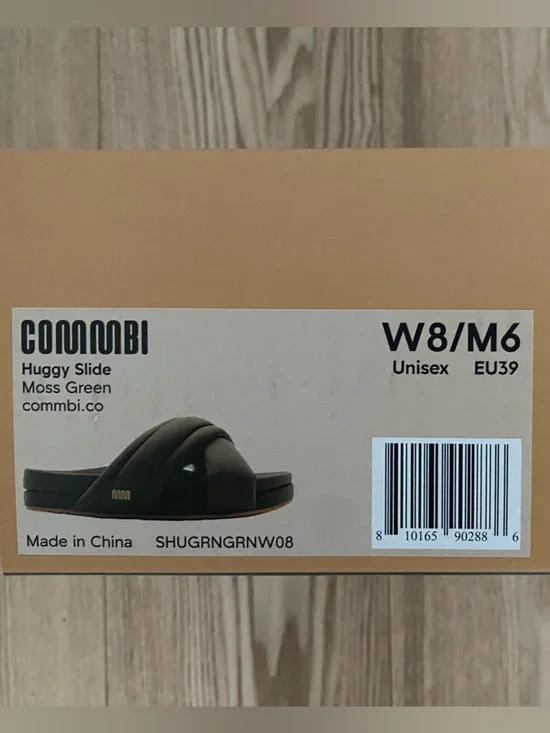 COMMBI
Huggy Slide
Moss Green
commbi.co
W8/M6
Unisex EU39
Made in China SHUGRNGRNW08
8 10165 90288 6